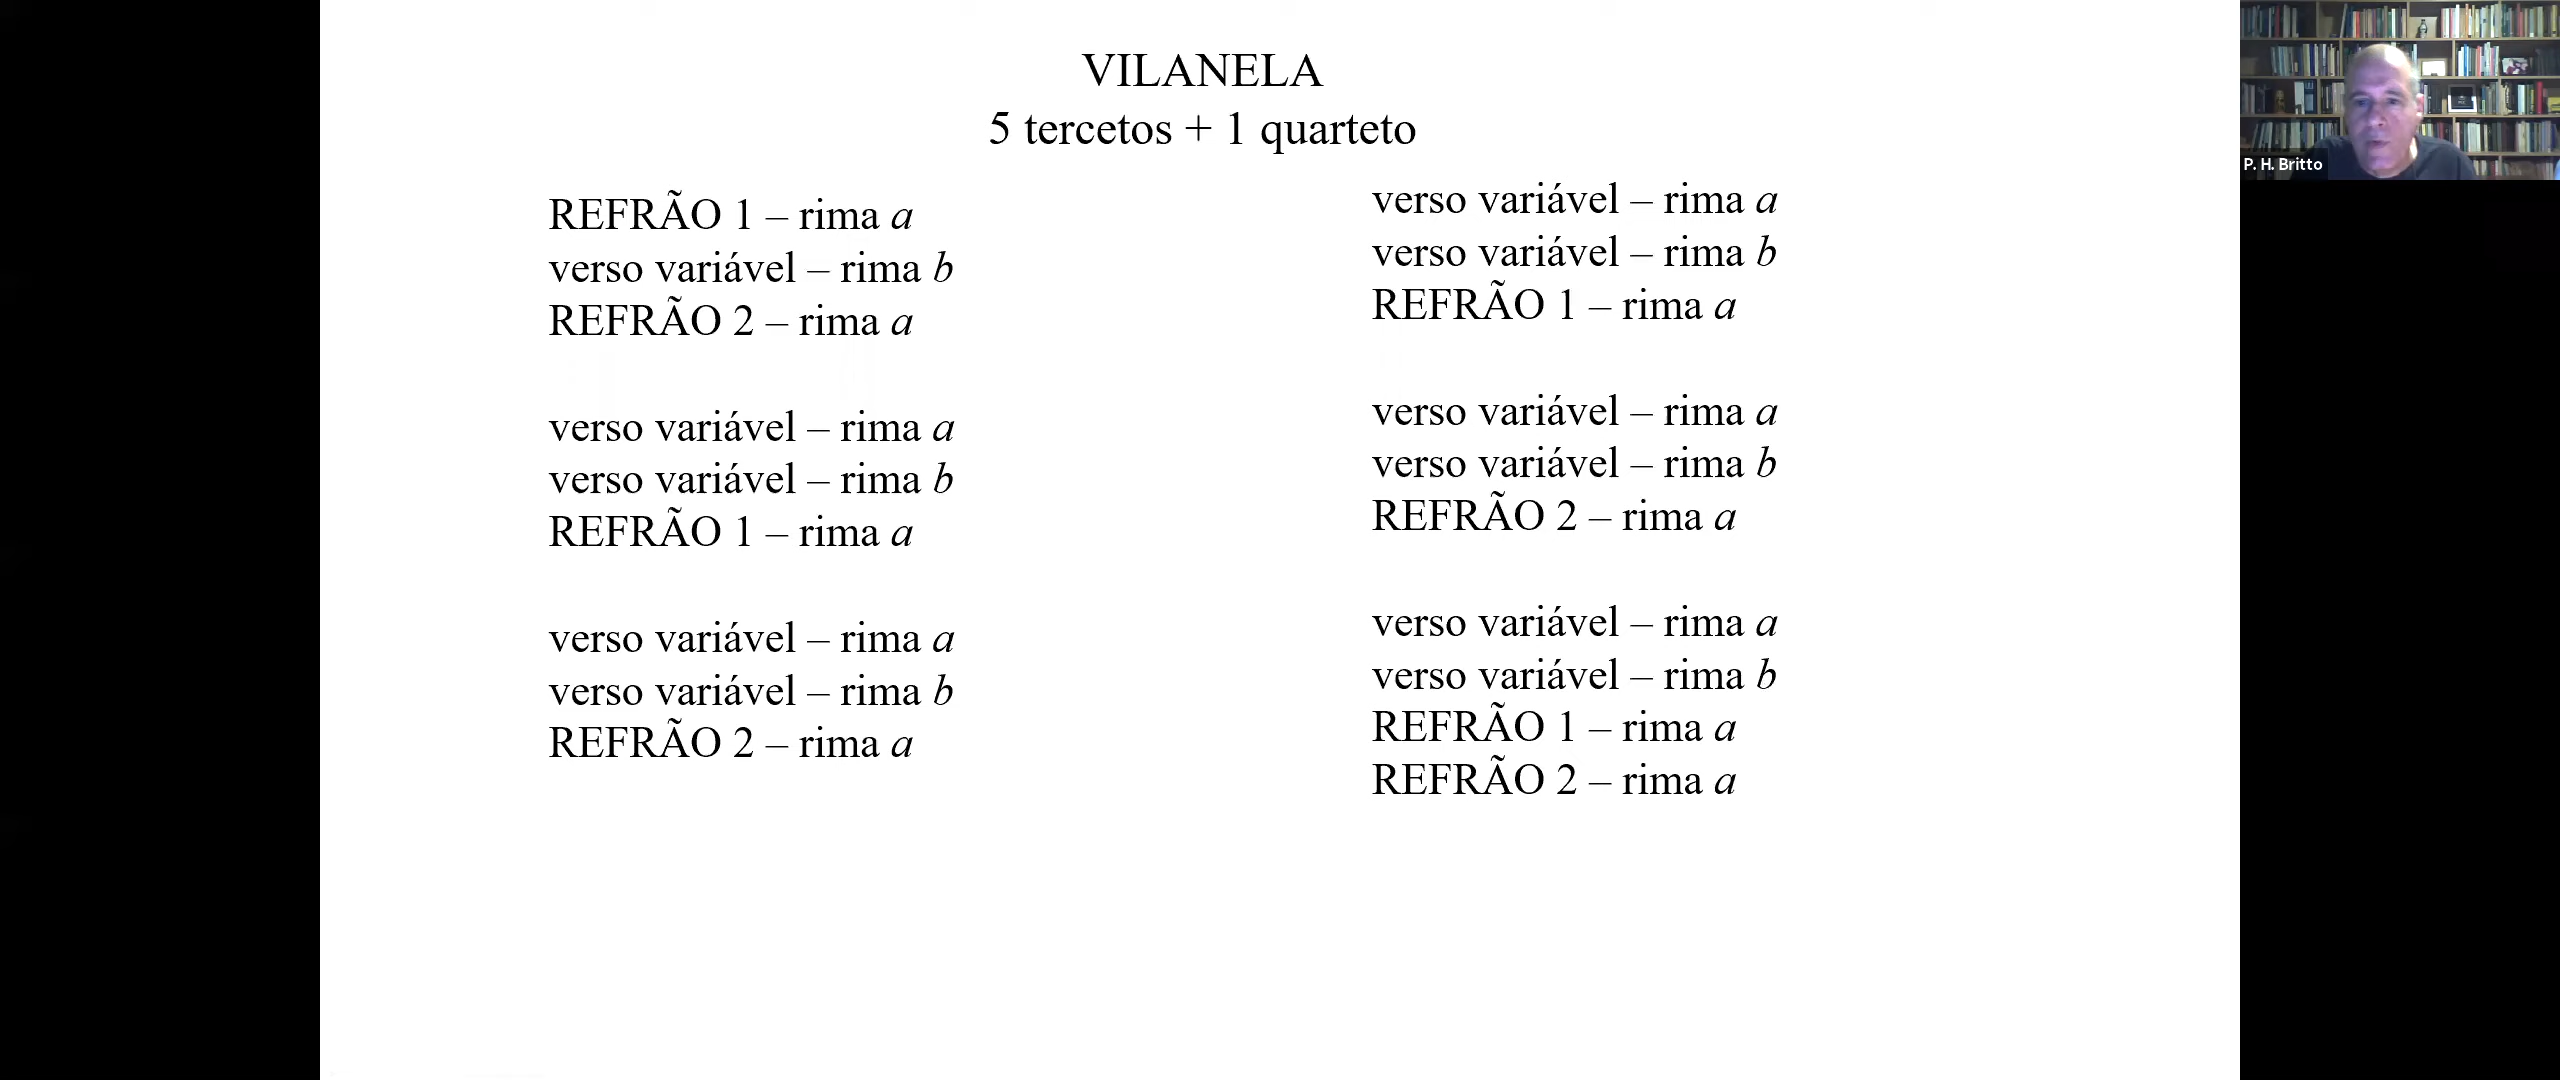 VILANELA
5 tercetos + 1 quarteto
REFRÃO 1 – rima a
verso variável – rima b
REFRÃO 2 – rima a
verso variável – rima a
verso variável – rima b
REFRÃO 1 – rima a
verso variável – rima a
verso variável – rima b
REFRÃO 2 – rima a
verso variável – rima a
verso variável – rima b
REFRÃO 1 – rima a
verso variável – rima a
verso variável – rima b
REFRÃO 2 – rima a
verso variável – rima a
verso variável – rima b
REFRÃO 1 – rima a
REFRÃO 2 – rima a
P. H. Britto